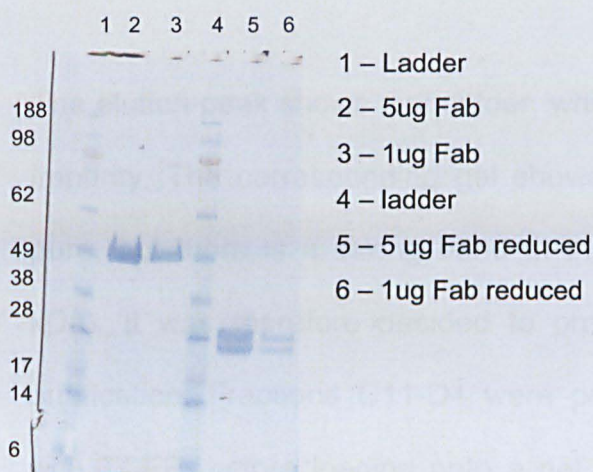 1 2 3 4 5 6
188
98
62
49
38
28
17
14
6
1 – Ladder
2 – 5ug Fab
3 – 1ug Fab
4 – ladder
5 – 5 ug Fab reduced
6 – 1ug Fab reduced